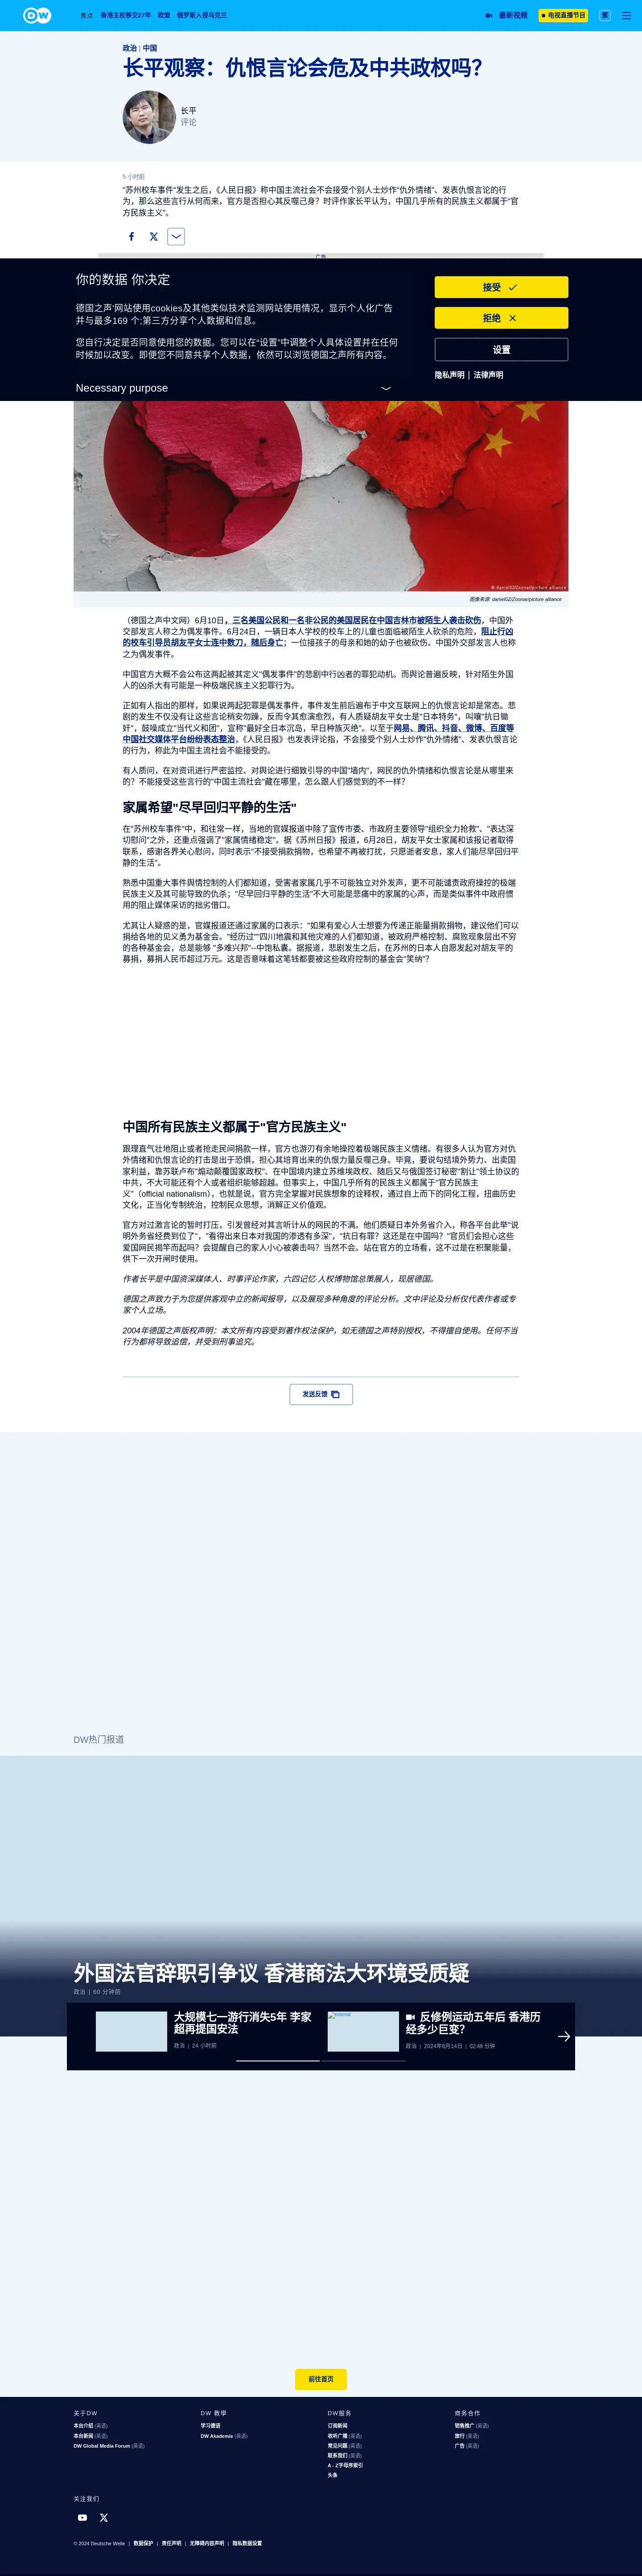 DW
焦点
香港主权移交27年
欧盟
俄罗斯入侵乌克兰
最新视频
电视直播节目
繁
政治 | 中国
长平观察：仇恨言论会危及中共政权吗？
长平
评论
5 小时前
“苏州校车事件”发生之后，《人民日报》称中国主流社会不会接受个别人士炒作“仇外情绪”、发表仇恨言论的行
为，那么这些言行从何而来，官方是否担心其反噬己身？时评作家长平认为，中国几乎所有的民族主义都属于“官
方民族主义”。
广告
你的数据 你决定
德国之声‘网站使用cookies及其他类似技术监测网站使用情况，显示个人化广告
并与最多169 个;第三方分享个人数据和信息。
您自行决定是否同意使用您的数据。您可以在“设置”中调整个人具体设置并在任何
时候加以改变。即便您不同意共享个人数据，依然可以浏览德国之声所有内容。
Necessary purpose
接受
拒绝
设置
隐私声明 | 法律声明
© daniel0Z/Zoonar/picture alliance
图像来源: daniel0Z/Zoonar/picture alliance
（德国之声中文网）6月10日，三名美国公民和一名非公民的美国居民在中国吉林市被陌生人袭击砍伤，中国外
交部发言人称之为偶发事件。6月24日，一辆日本人学校的校车上的儿童也面临被陌生人砍杀的危险，阻止行凶
的校车引导员胡友平女士连中数刀，随后身亡；一位接孩子的母亲和她的幼子也被砍伤。中国外交部发言人也称
之为偶发事件。
中国官方大概不会公布这两起被其定义“偶发事件”的悲剧中行凶者的罪犯动机。而舆论普遍反映，针对陌生外国
人的凶杀大有可能是一种极端民族主义犯罪行为。
正如有人指出的那样，如果说两起犯罪是偶发事件，事件发生前后遍布于中文互联网上的仇恨言论却是常态。悲
剧的发生不仅没有让这些言论稍安勿躁，反而令其愈演愈烈，有人质疑胡友平女士是“日本特务”，叫嚷“抗日锄
奸”，鼓噪成立“当代义和团”，宣称“最好全日本沉岛，早日种族灭绝”。以至于网易、腾讯、抖音、微博、百度等
中国社交媒体平台纷纷表态整治，《人民日报》也发表评论指，不会接受个别人士炒作“仇外情绪”、发表仇恨言论
的行为，称此为中国主流社会不能接受的。
有人质问，在对资讯进行严密监控、对舆论进行细致引导的中国“墙内”，网民的仇外情绪和仇恨言论是从哪里来
的？不能接受这些言行的“中国主流社会”藏在哪里，怎么跟人们感觉到的不一样？
家属希望"尽早回归平静的生活"
在“苏州校车事件”中，和往常一样，当地的官媒报道中除了宣传市委、市政府主要领导“组织全力抢救”、“表达深
切慰问”之外，还重点强调了“家属情绪稳定”。据《苏州日报》报道，6月28日，胡友平女士家属和该报记者取得
联系，感谢各界关心慰问，同时表示“不接受捐款捐物，也希望不再被打扰，只愿逝者安息，家人们能尽早回归平
静的生活”。
熟悉中国重大事件舆情控制的人们都知道，受害者家属几乎不可能独立对外发声，更不可能谴责政府操控的极端
民族主义及其可能导致的仇杀；“尽早回归平静的生活”不大可能是悲痛中的家属的心声，而是类似事件中政府惯
用的阻止媒体采访的拙劣借口。
尤其让人疑惑的是，官媒报道还通过家属的口表示：“如果有爱心人士想要为传递正能量捐款捐物，建议他们可以
捐给各地的见义勇为基金会。”经历过““四川地震和其他灾难的人们都知道，被政府严格控制、腐败现象层出不穷
的各种基金会，总是能够 “多难兴邦”--中饱私囊。据报道，悲剧发生之后，在苏州的日本人自愿发起对胡友平的
募捐，募捐人民币超过万元。这是否意味着这笔钱都要被这些政府控制的基金会“笑纳”？
中国所有民族主义都属于"官方民族主义"
跟理直气壮地阻止或者抢走民间捐款一样，官方也游刃有余地操控着极端民族主义情绪。有很多人认为官方对仇
外情绪和仇恨言论的打击是出于恐惧，担心其培育出来的仇恨力量最终危及其政权自身。毕竟，要说勾结境外势力、出卖国
家利益，靠苏联卢布“煽动颠覆国家政权”、在中国境内建立苏维埃政权、随后又与俄国签订秘密“割让”领土协议的
中共，不大可能还有个人或者组织能够超越。但事实上，中国几乎所有的民族主义都属于“官方民族主
义”（official nationalism），也就是说，官方完全掌握对民族想象的诠释权，通过自上而下的同化工程，扭曲历史
文化，正当化专制统治，控制民众思想，消解正义价值观。
官方对过激言论的暂时打压，引发曾经对其言听计从的网民的不满。他们质疑日本外务省介入，称各平台此举“说
明外务省经费到位了”，“看得出来日本对我国的渗透有多深”，“抗日有罪？这还是在中国吗？”官员们会担心这些
爱国网民揭竿而起吗？会提醒自己的家人小心被袭击吗？当然不会。站在官方的立场看，这不过是在积聚能量，
供下一次开闸时使用。
作者长平是中国资深媒体人、时事评论作家，六四记忆·人权博物馆总策展人，现居德国。
德国之声致力于为您提供客观中立的新闻报导，以及展现多种角度的评论分析。文中评论及分析仅代表作者或专
家个人立场。
2004年德国之声版权声明：本文所有内容受到著作权法保护，如无德国之声特别授权，不得擅自使用。任何不当
行为都将导致追偿，并受到刑事追究。
发送反馈
DW热门报道
外国法官辞职引争议 香港商法大环境受质疑
政治 | 60 分钟前
大规模七一游行消失5年 李家
超再提国安法
政治 | 24 小时前
反修例运动五年后 香港历
经多少巨变？
政治 | 2024年6月14日 | 02:48 分钟
前往首页
关于DW
本台介绍 (英语)
本台新闻 (英语)
DW Global Media Forum (英语)
DW 教學
学习德语
DW Akademie (英语)
DW服务
订阅新闻
收听广播 (英语)
常见问题 (英语)
联系我们 (英语)
A - Z字母序索引
头条
商务合作
销售推广 (英语)
旅行 (英语)
广告 (英语)
关注我们
© 2024 Deutsche Welle | 数据保护 | 责任声明 | 无障碍内容声明 | 隐私数据设置